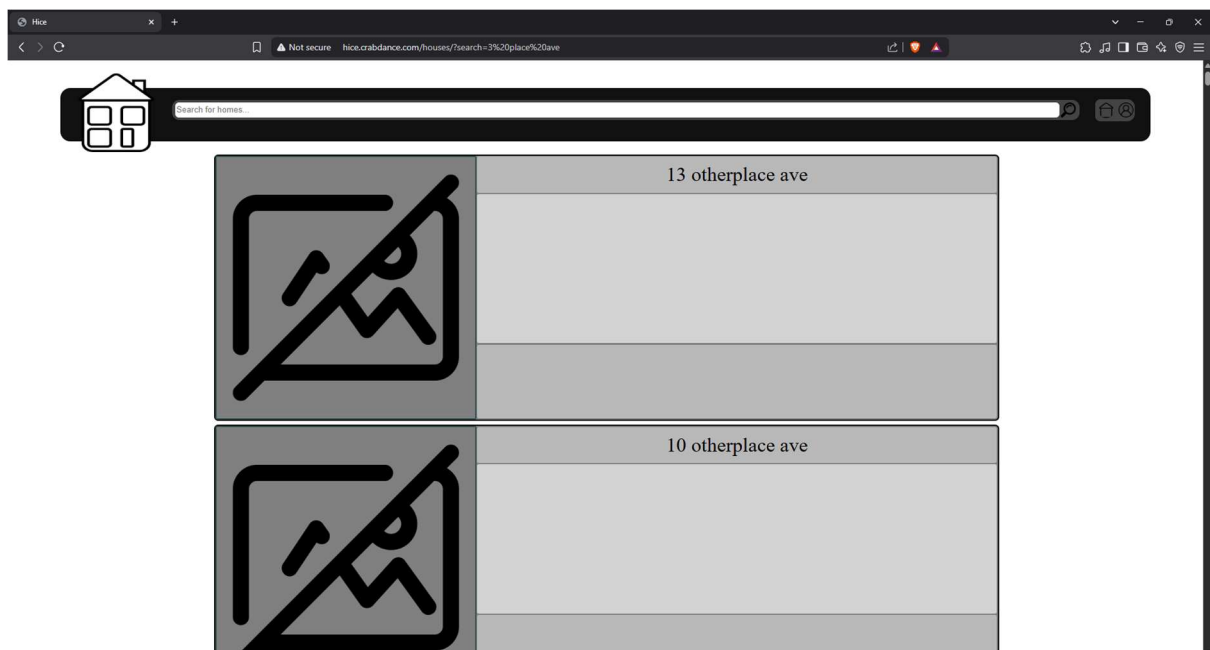 Hice
Not secure hice.crabdance.com/houses/?search=3%20place%20ave
Search for homes...
13 otherplace ave
10 otherplace ave